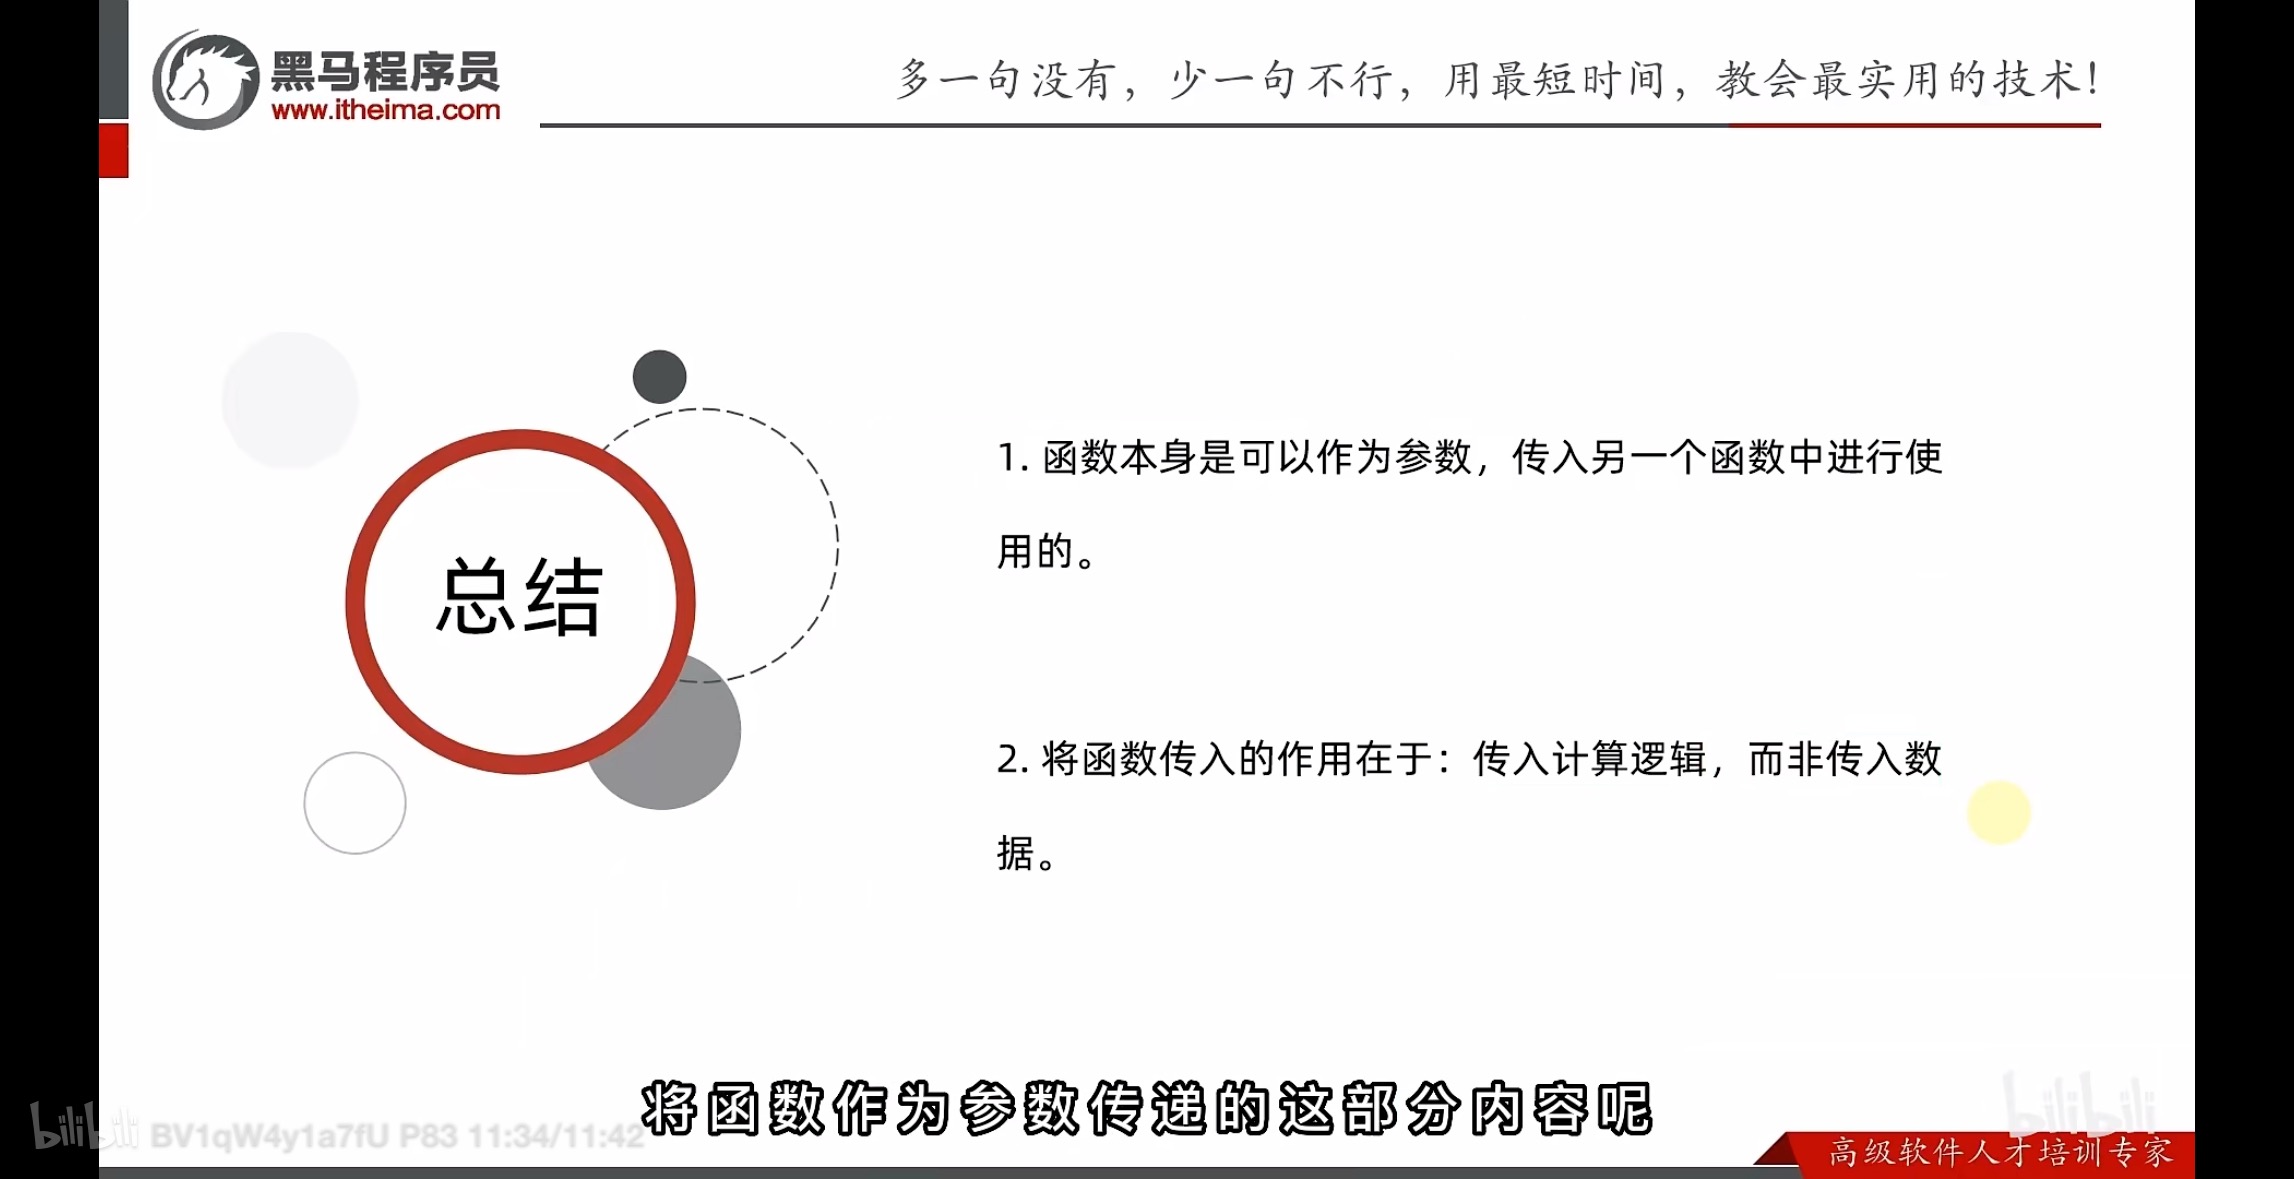 黑马程序员
www.itheima.com
多一句没有，少一句不行，用最短时间，教会最实用的技术！
总结
1. 函数本身是可以作为参数，传入另一个函数中进行使
用的。
2. 将函数传入的作用在于：传入计算逻辑，而非传入数
据。
将函数作为参数传递的这部分内容呢
bilibili BV1qW4y1a7fU P83 11:34/11:42
bilibili
高级软件人才培训专家